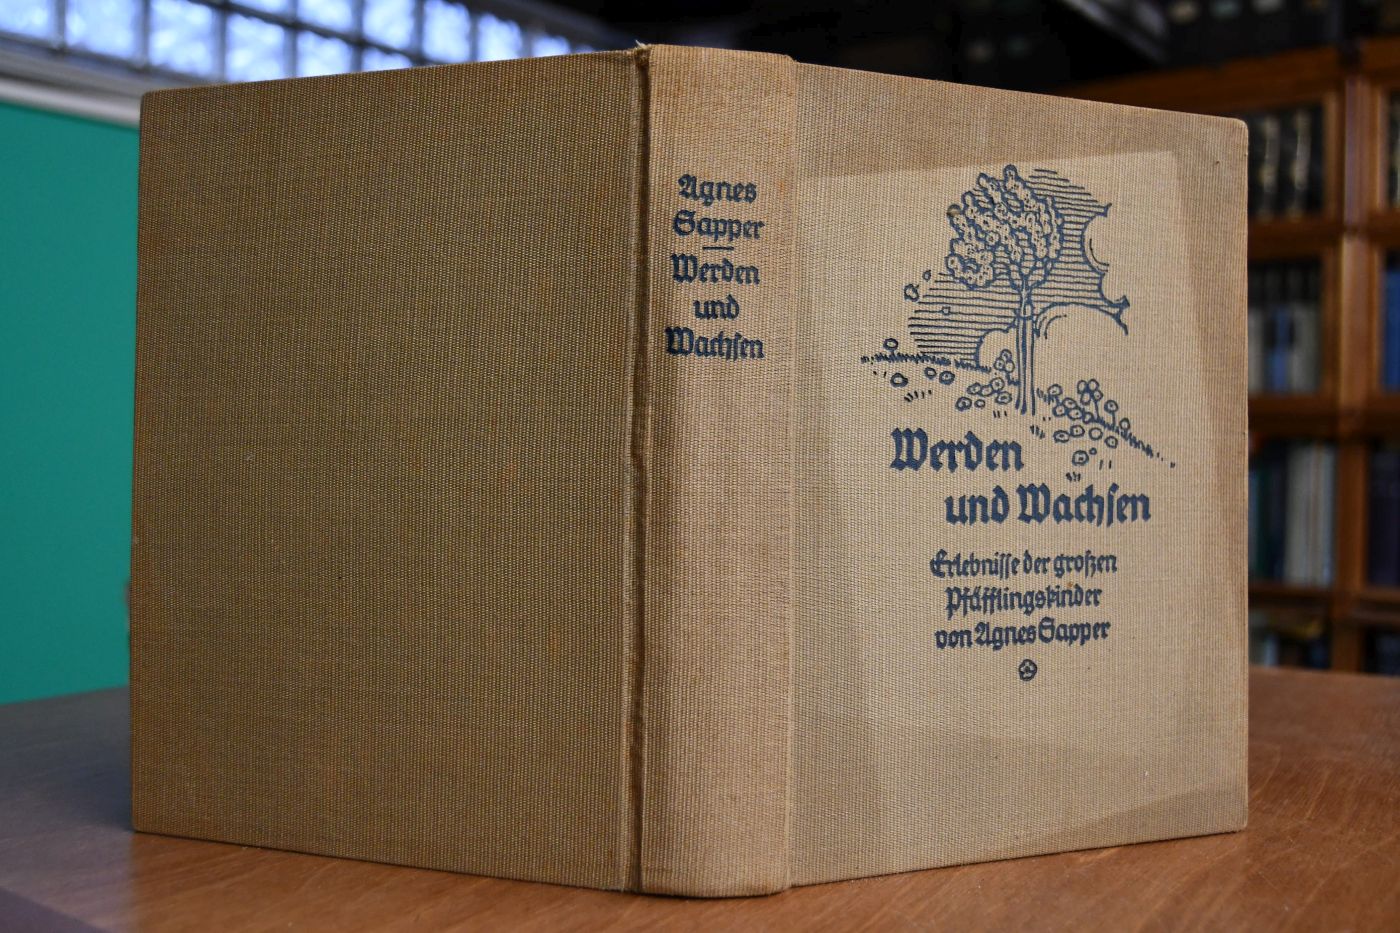 Agnes
Sapper
Werden
und
Wachsen
Werden
und Wachsen
Erlebnisse der großen
Pfäfflingskinder
von Agnes Sapper